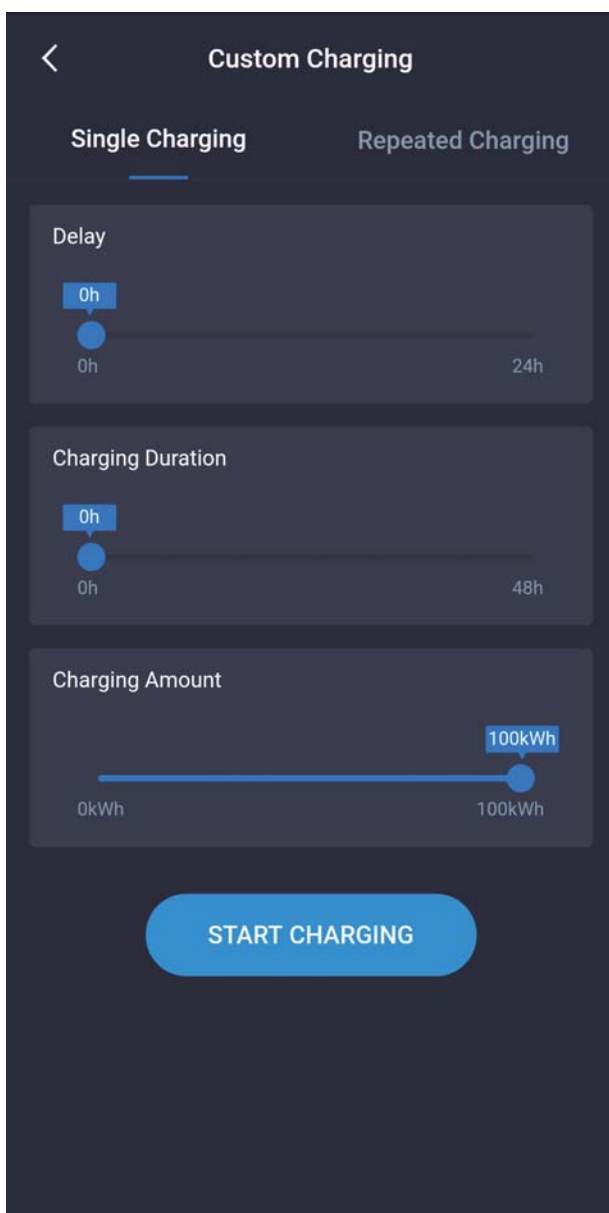 Custom Charging
Single Charging Repeated Charging
Delay
0h
0h 24h
Charging Duration
0h
0h 48h
Charging Amount
100kWh
0kWh 100kWh
START CHARGING